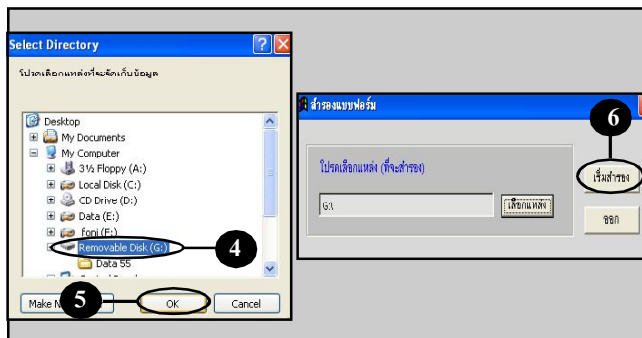 Select Directory
โปรดเลือกแหล่งที่จะจัดเก็บข้อมูล
Desktop
My Documents
My Computer
3½ Floppy (A:)
Local Disk (C:)
CD Drive (D:)
Data (E:)
foni (F:)
Removable Disk (G:)
4
Data 55
Make N
5
OK
Cancel
สำรองแบบฟอร์ม
6
โปรดเลือกแหล่ง (ที่จะสำรอง)
เริ่มสำรอง
G:\
เลือกแหล่ง
ออก